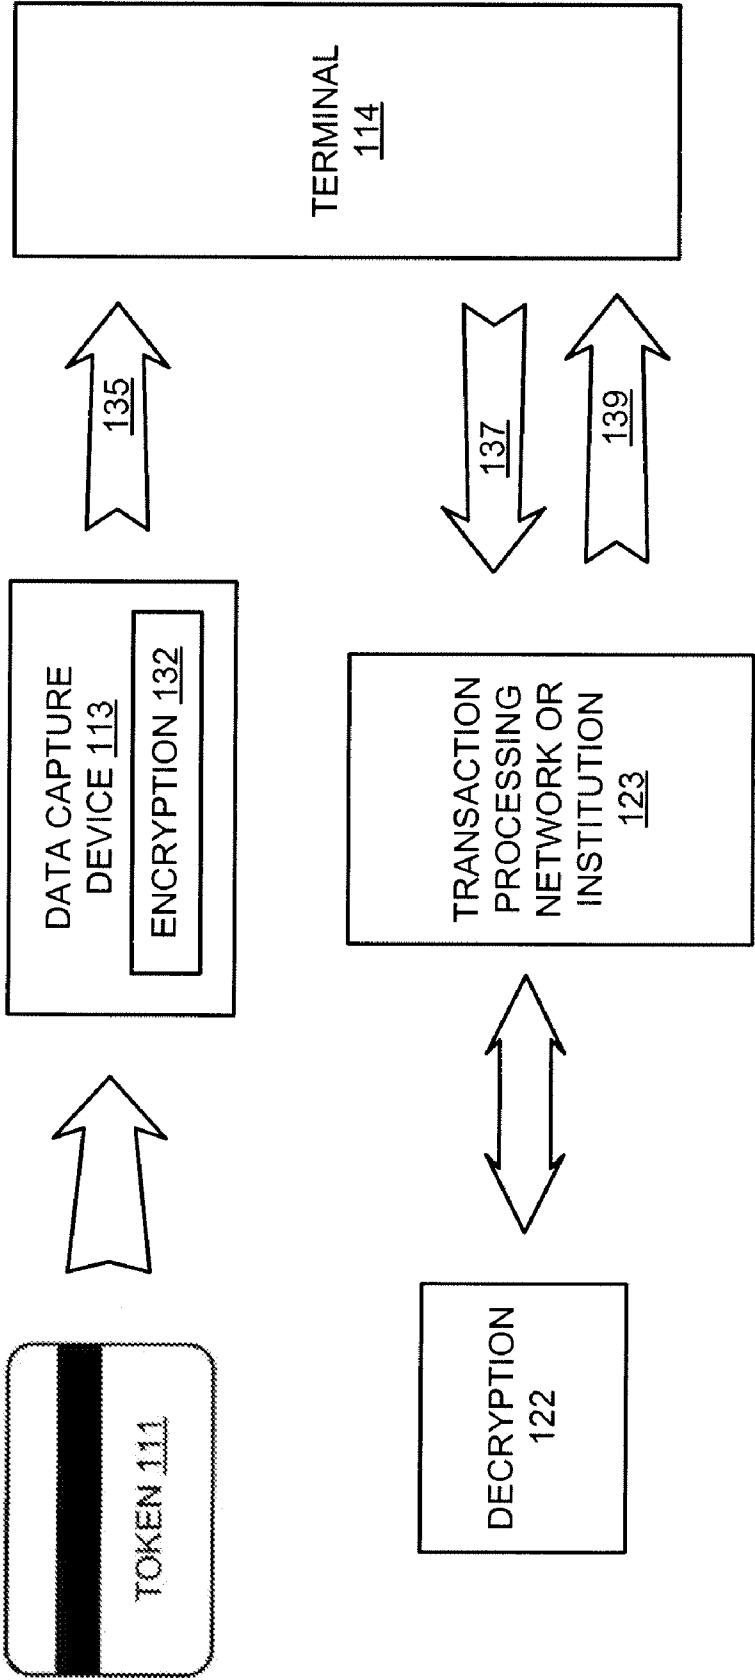 TOKEN 111
DATA CAPTURE
DEVICE 113
ENCRYPTION 132
135
TERMINAL
114
DECRYPTION
122
TRANSACTION
PROCESSING
NETWORK OR
INSTITUTION
123
137
139